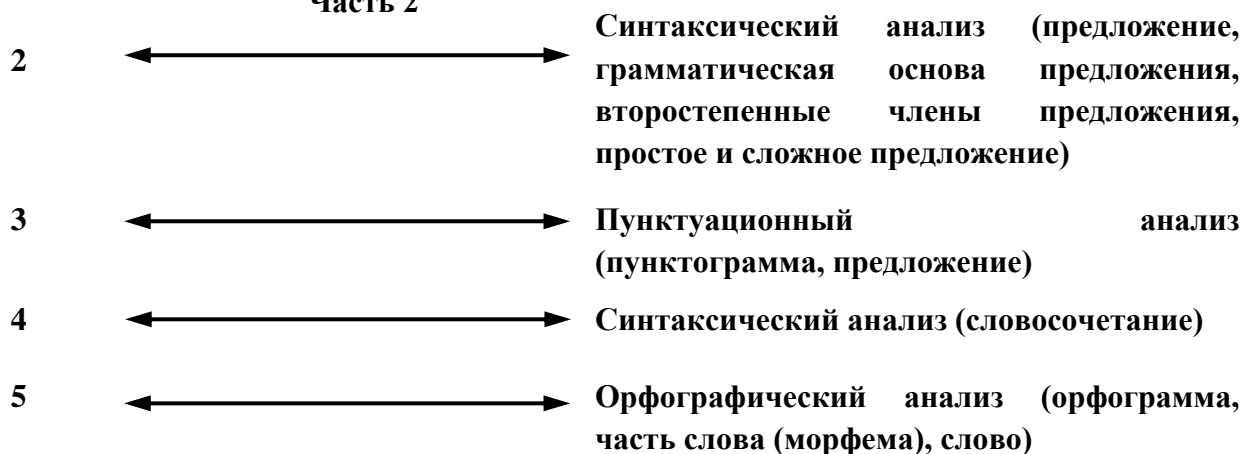 Часть 2
2 Синтаксический анализ (предложение,
грамматическая основа предложения,
второстепенные члены предложения,
простое и сложное предложение)
3 Пунктуационный анализ
(пунктограмма, предложение)
4 Синтаксический анализ (словосочетание)
5 Орфографический анализ (орфограмма,
часть слова (морфема), слово)